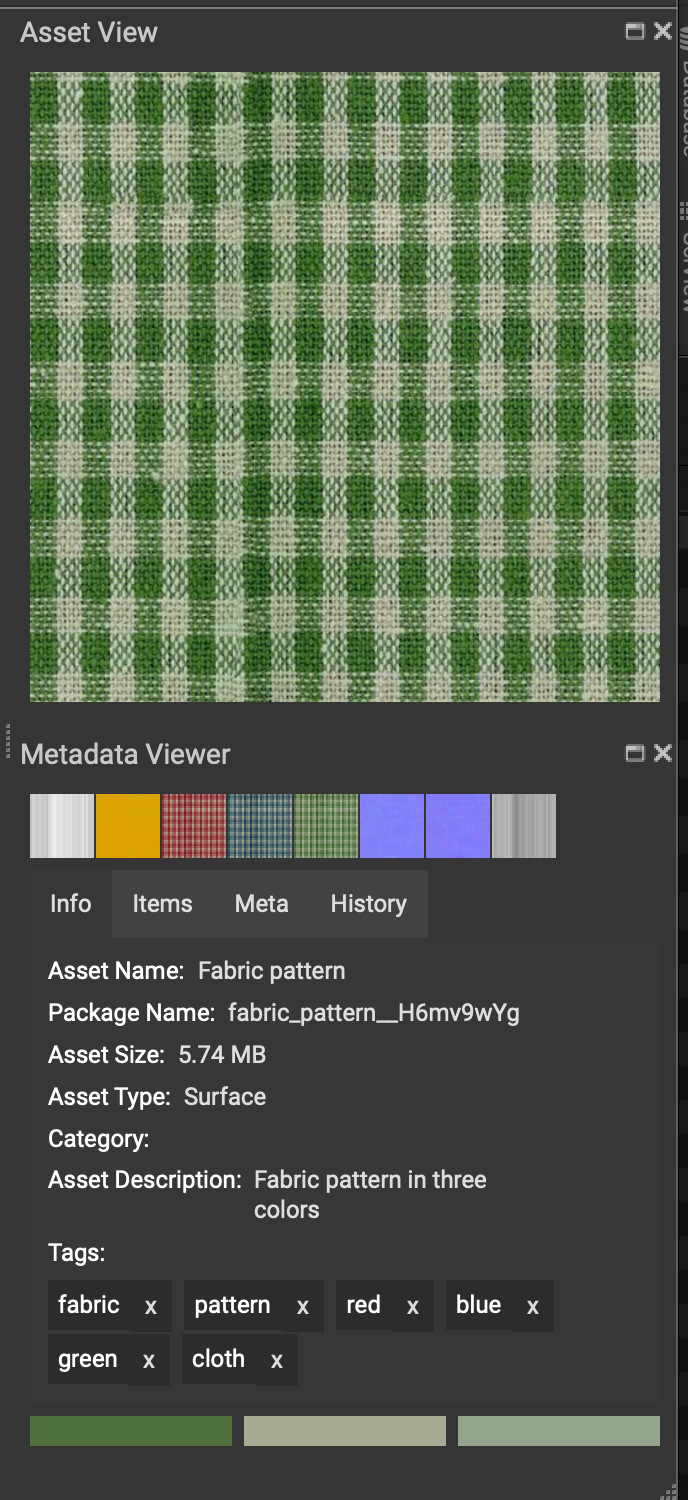 Asset View
Database
Metadata Viewer
Info Items Meta History
Asset Name: Fabric pattern
Package Name: fabric_pattern__H6mv9wYg
Asset Size: 5.74 MB
Asset Type: Surface
Category:
Asset Description: Fabric pattern in three
colors
Tags:
fabric x pattern x red x blue x
green x cloth x